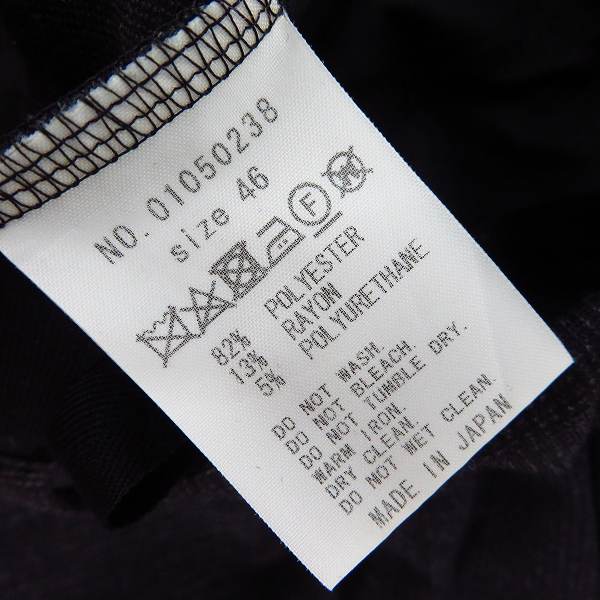 NO. 01050238
size 46
F W
82% POLYESTER
13% RAYON
5% POLYURETHANE
DO NOT WASH.
DO NOT BLEACH.
DO NOT TUMBLE DRY.
WARM IRON.
DRY CLEAN.
DO NOT WET CLEAN.
MADE IN JAPAN